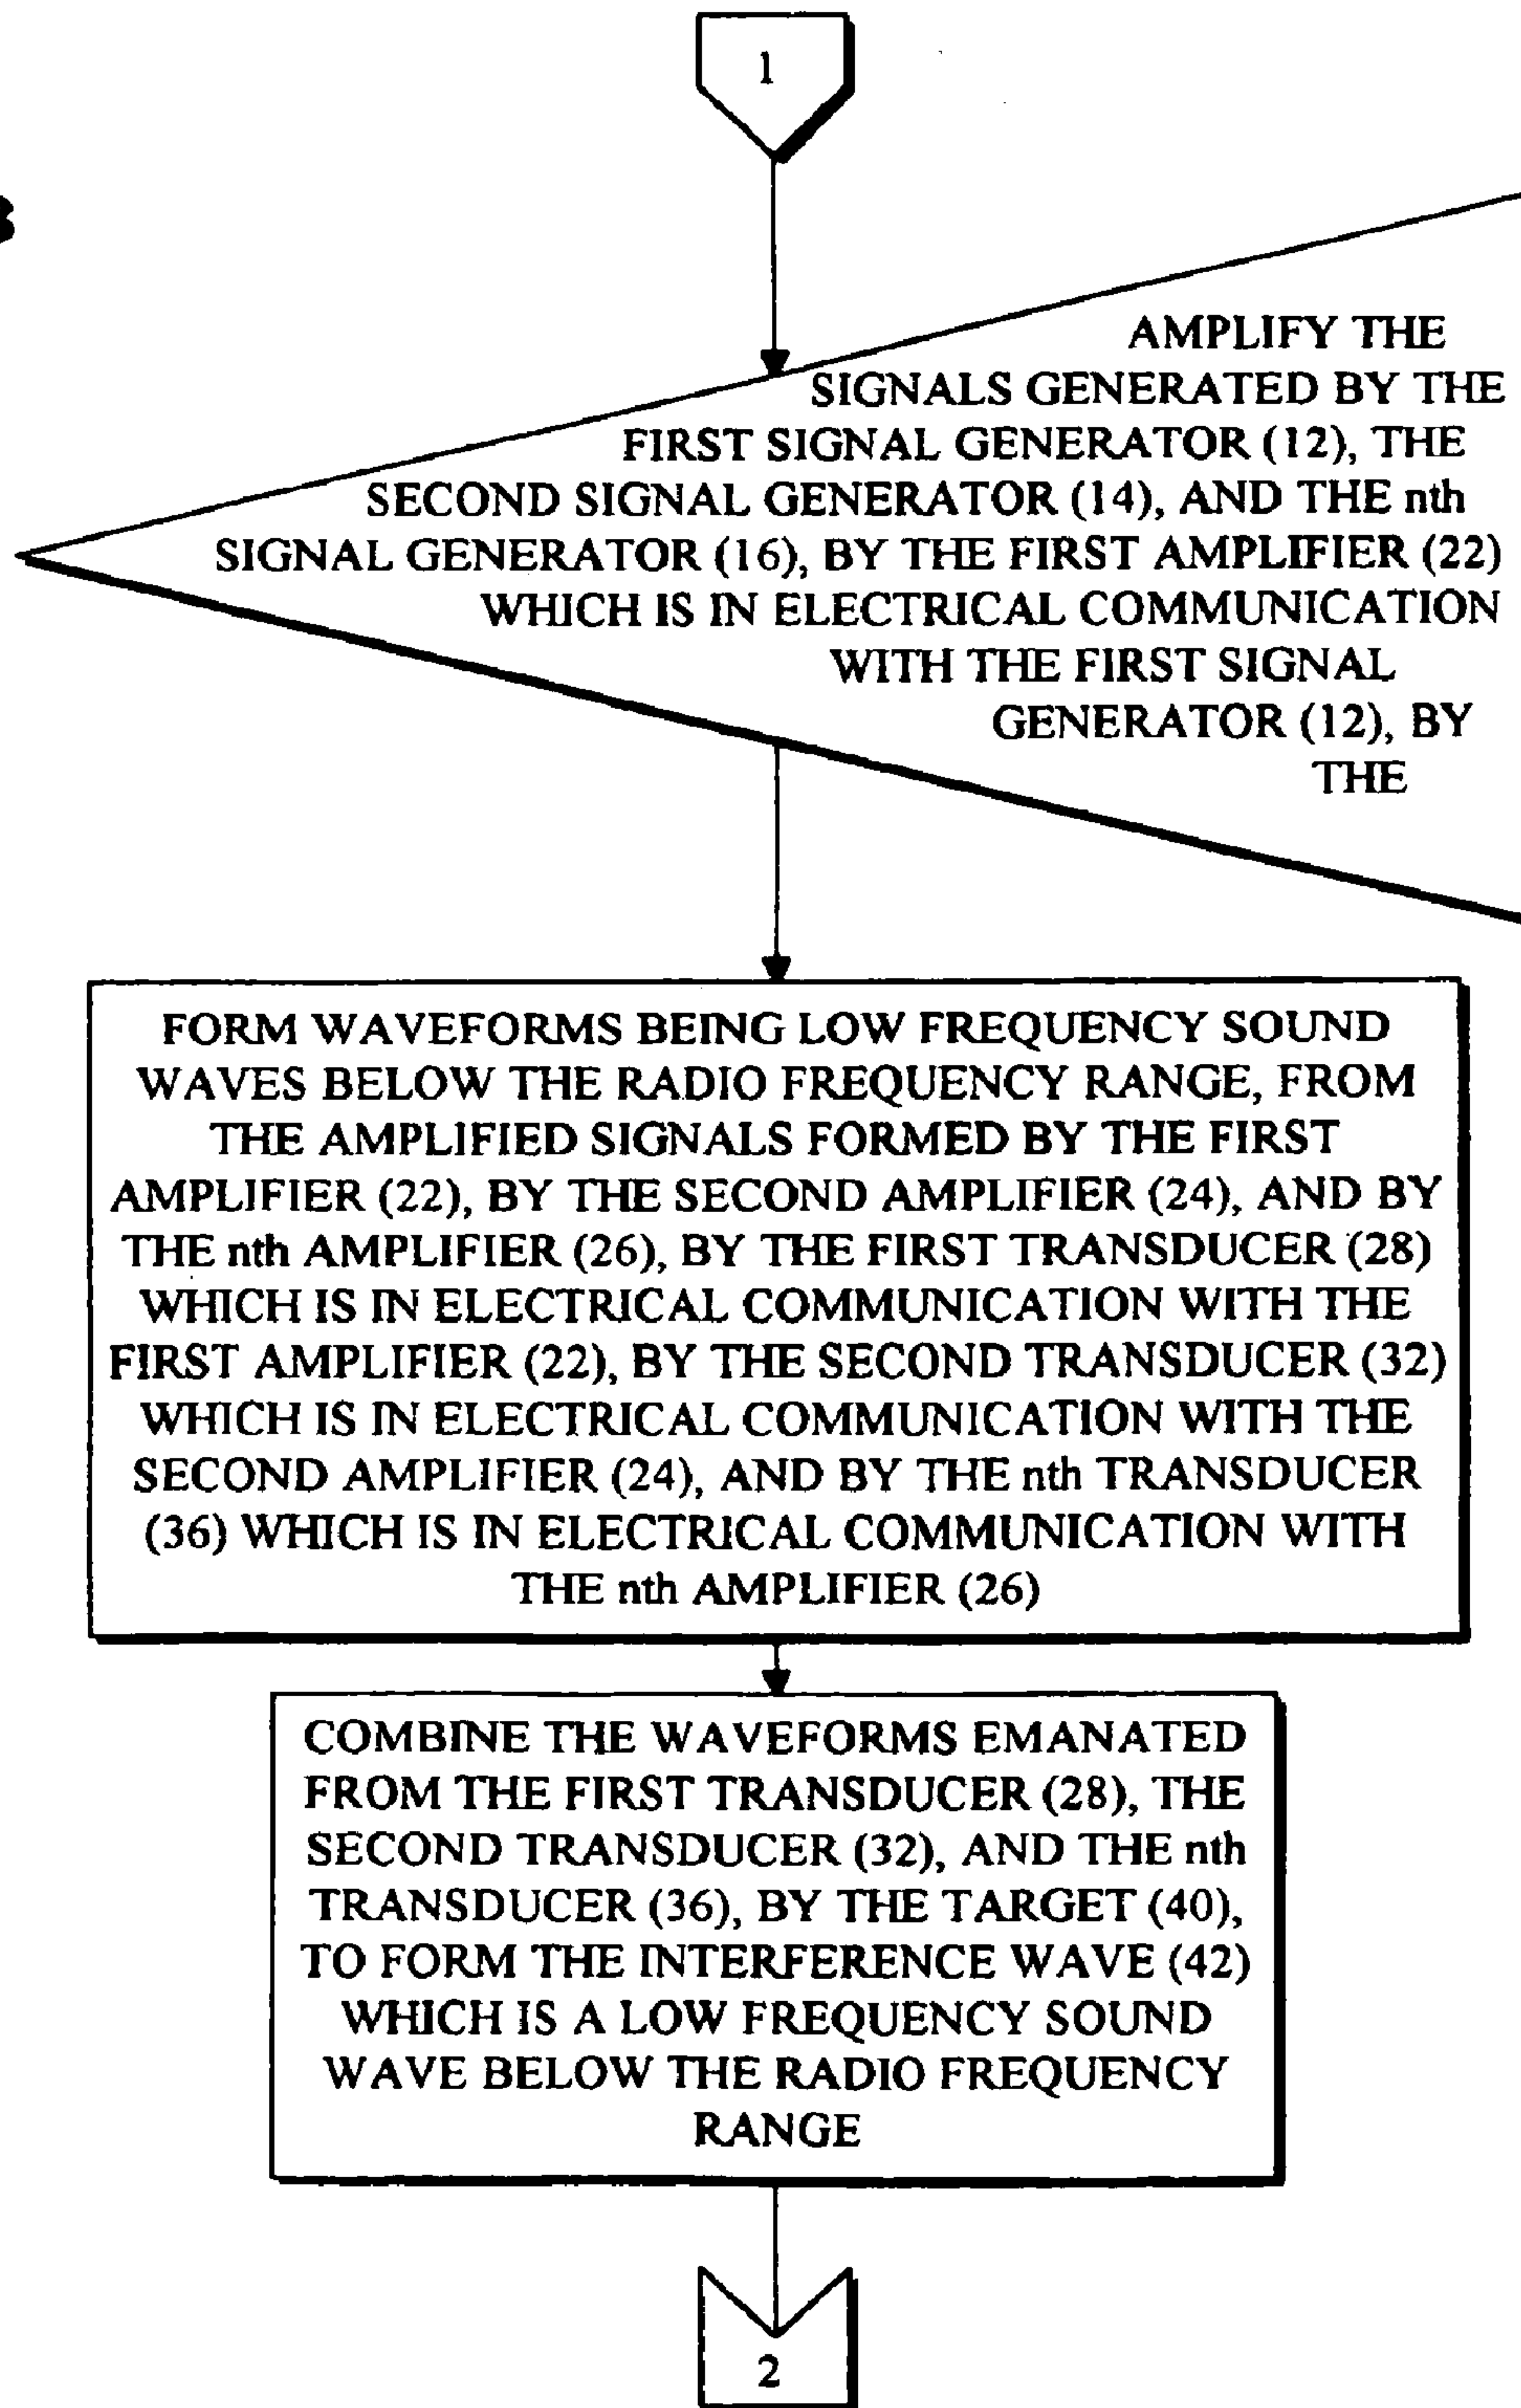 1
AMPLIFY THE
SIGNALS GENERATED BY THE
FIRST SIGNAL GENERATOR (12), THE
SECOND SIGNAL GENERATOR (14), AND THE nth
SIGNAL GENERATOR (16), BY THE FIRST AMPLIFIER (22)
WHICH IS IN ELECTRICAL COMMUNICATION
WITH THE FIRST SIGNAL
GENERATOR (12), BY
THE
FORM WAVEFORMS BEING LOW FREQUENCY SOUND
WAVES BELOW THE RADIO FREQUENCY RANGE, FROM
THE AMPLIFIED SIGNALS FORMED BY THE FIRST
AMPLIFIER (22), BY THE SECOND AMPLIFIER (24), AND BY
THE nth AMPLIFIER (26), BY THE FIRST TRANSDUCER (28)
WHICH IS IN ELECTRICAL COMMUNICATION WITH THE
FIRST AMPLIFIER (22), BY THE SECOND TRANSDUCER (32)
WHICH IS IN ELECTRICAL COMMUNICATION WITH THE
SECOND AMPLIFIER (24), AND BY THE nth TRANSDUCER
(36) WHICH IS IN ELECTRICAL COMMUNICATION WITH
THE nth AMPLIFIER (26)
COMBINE THE WAVEFORMS EMANATED
FROM THE FIRST TRANSDUCER (28), THE
SECOND TRANSDUCER (32), AND THE nth
TRANSDUCER (36), BY THE TARGET (40),
TO FORM THE INTERFERENCE WAVE (42)
WHICH IS A LOW FREQUENCY SOUND
WAVE BELOW THE RADIO FREQUENCY
RANGE
2